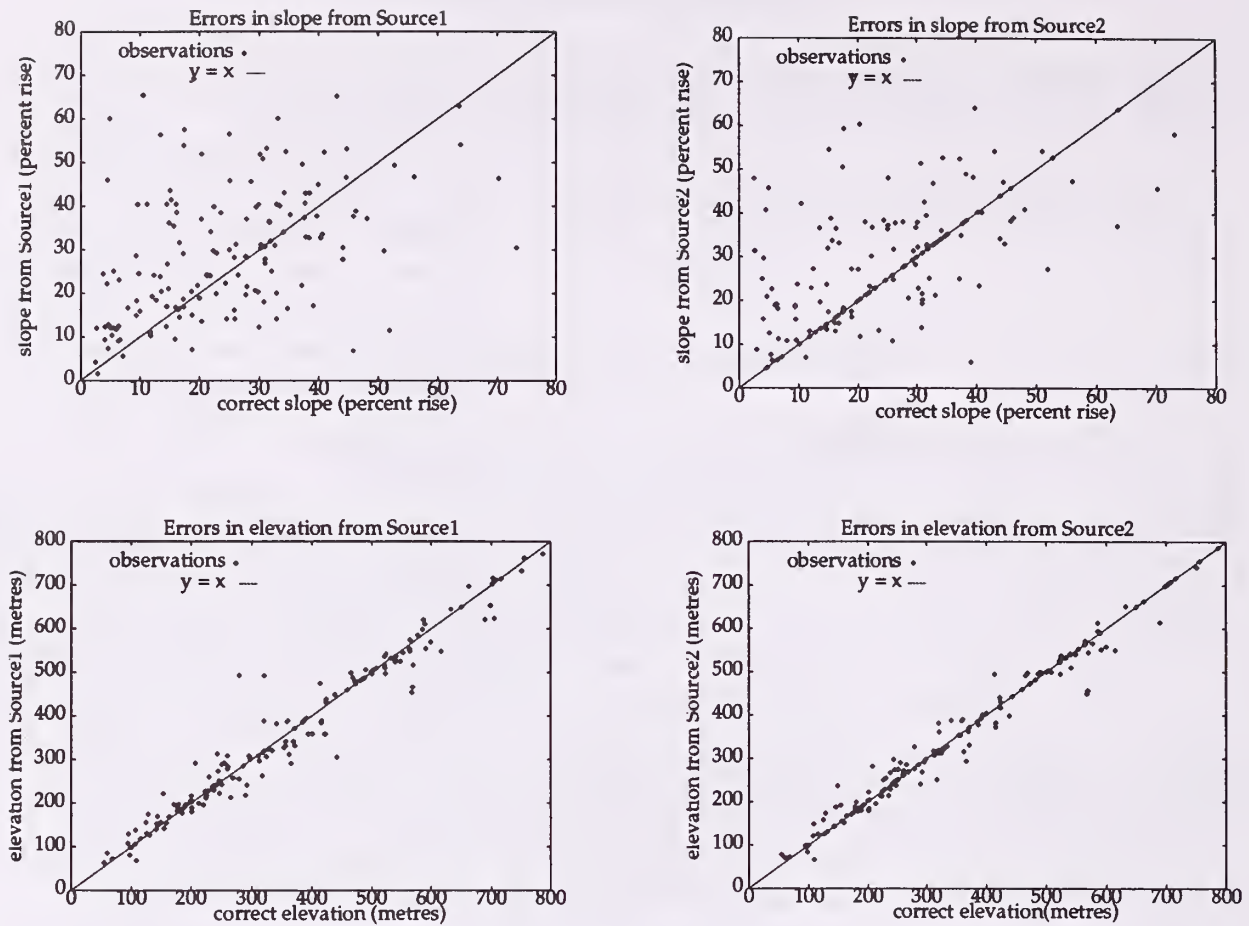 Errors in slope from Source1
observations
y = x
80
70
60
50
40
30
20
10
0
slope from Source1 (percent rise)
10 20 30 40 50 60 70 80
correct slope (percent rise)
Errors in slope from Source2
observations
y = x
80
70
60
50
40
30
20
10
0
slope from Source2 (percent rise)
10 20 30 40 50 60 70 80
correct slope (percent rise)
Errors in elevation from Source1
observations
y = x
800
700
600
500
400
300
200
100
0
elevation from Source1 (metres)
100 200 300 400 500 600 700 800
correct elevation (metres)
Errors in elevation from Source2
observations
y = x
800
700
600
500
400
300
200
100
0
elevation from Source2 (metres)
100 200 300 400 500 600 700 800
correct elevation(metres)